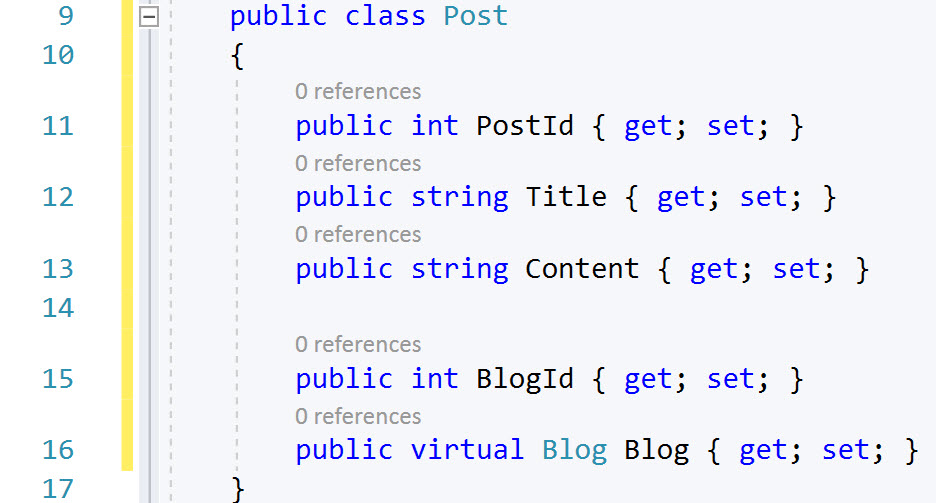 9 public class Post
10 {
0 references
11 public int PostId { get; set; }
0 references
12 public string Title { get; set; }
0 references
13 public string Content { get; set; }
14
0 references
15 public int BlogId { get; set; }
0 references
16 public virtual Blog Blog { get; set; }
17 }